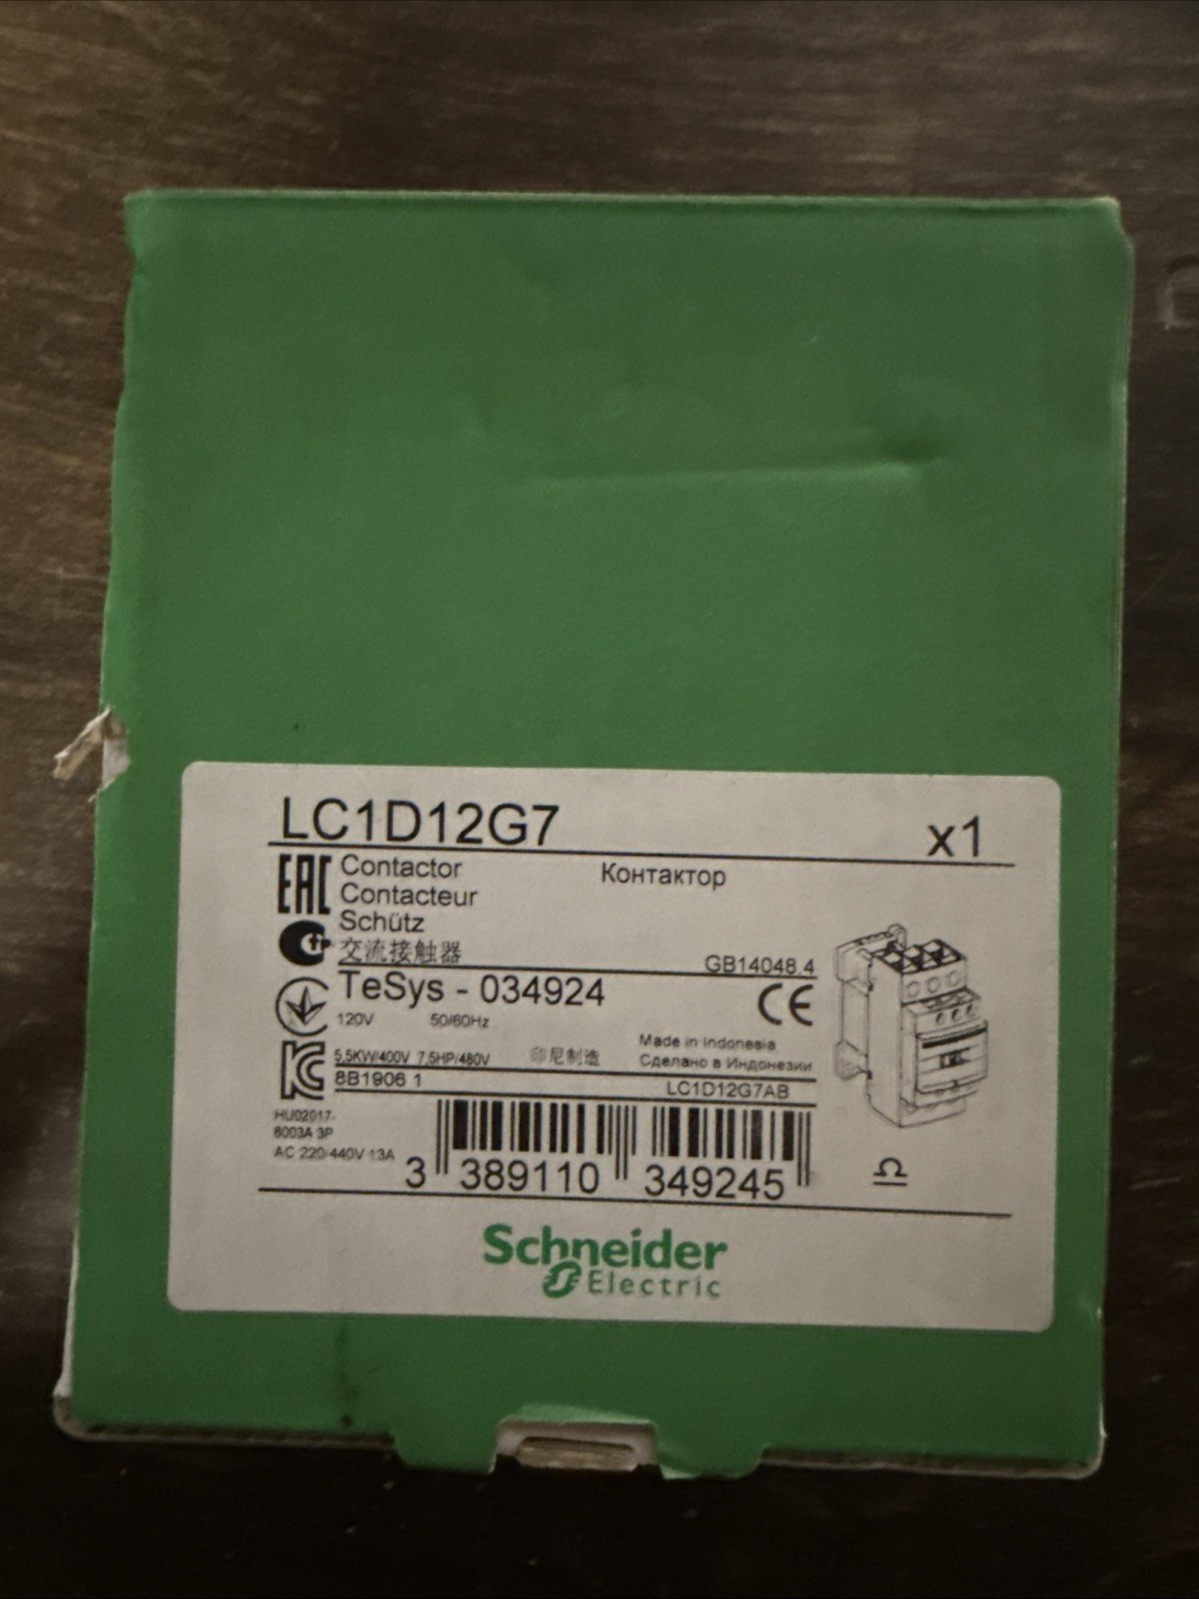 LC1D12G7 x1
EAC Contactor Контактор
Contacteur
Schütz
交流接触器 GB14048.4
TeSys - 034924 CE
120V 50/60Hz
5,5KW/400V 7,5HP/480V 印尼制造 Made in Indonesia
Сделано в Индонезии
8B1906 1 LC1D12G7AB
HU02017-
6003A 3P
AC 220/440V 13A
3 389110 349245
Schneider
Electric